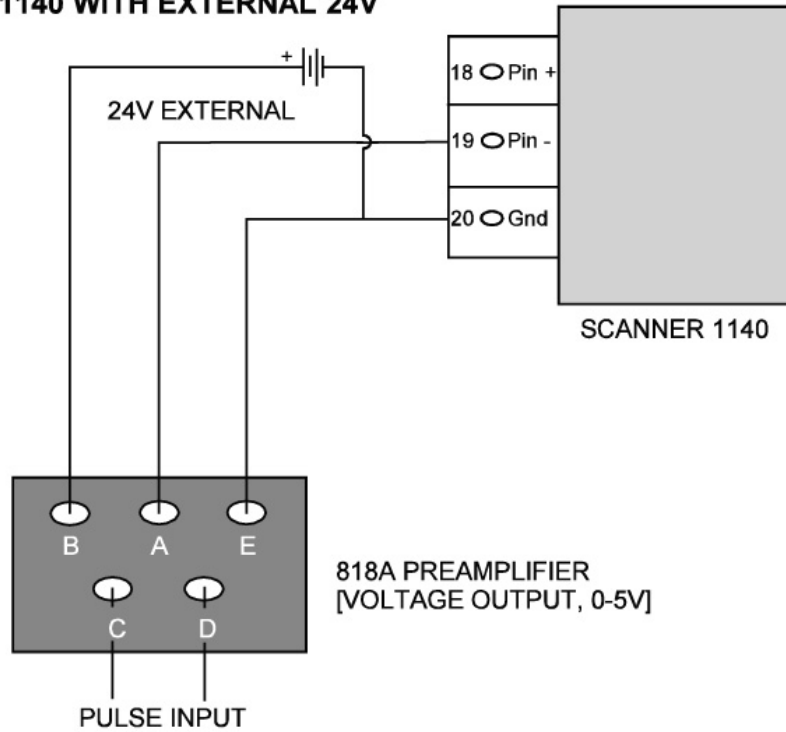 1140 WITH EXTERNAL 24V
+
24V EXTERNAL
18 Pin +
19 Pin -
20 Gnd
SCANNER 1140
B A E
C D
818A PREAMPLIFIER
[VOLTAGE OUTPUT, 0-5V]
PULSE INPUT